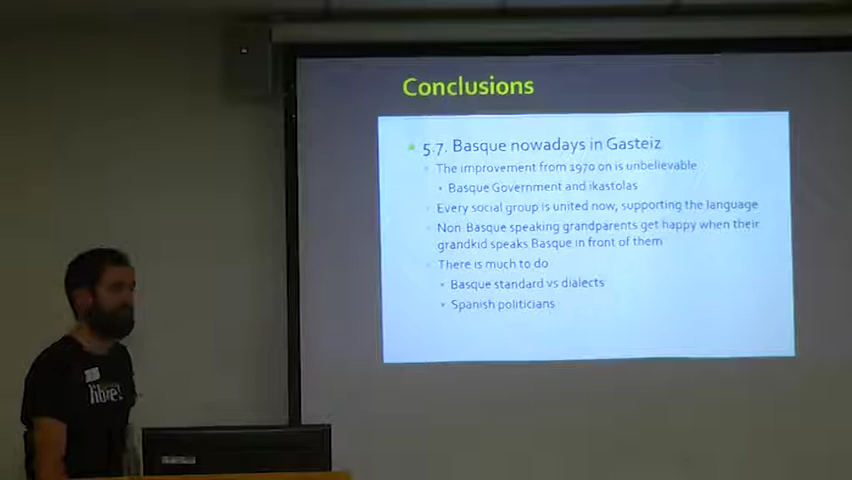 Conclusions
5.7. Basque nowadays in Gasteiz
The improvement from 1970 on is unbelievable
Basque Government and ikastolas
Every social group is united now, supporting the language
Non Basque speaking grandparents get happy when their
grandkid speaks Basque in front of them
There is much to do
Basque standard vs dialects
Spanish politicians
libre!